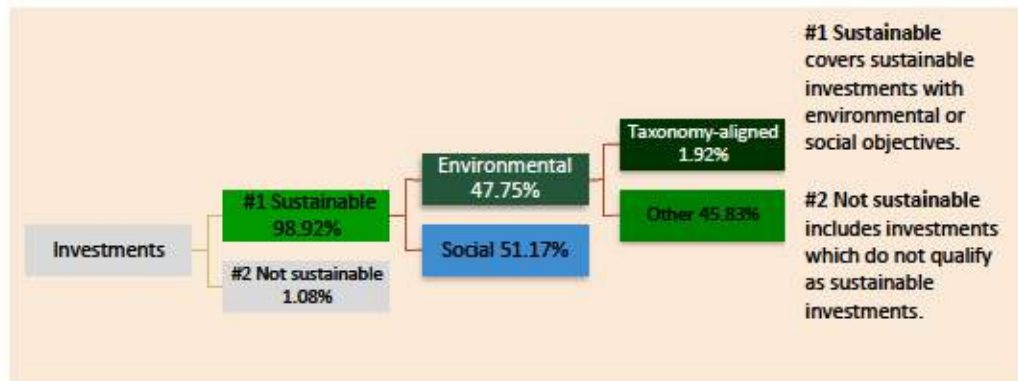 Investments
#1 Sustainable
98.92%
#2 Not sustainable
1.08%
Environmental
47.75%
Social 51.17%
Taxonomy-aligned
1.92%
Other 45.83%
#1 Sustainable
covers sustainable
investments with
environmental or
social objectives.
#2 Not sustainable
includes investments
which do not qualify
as sustainable
investments.